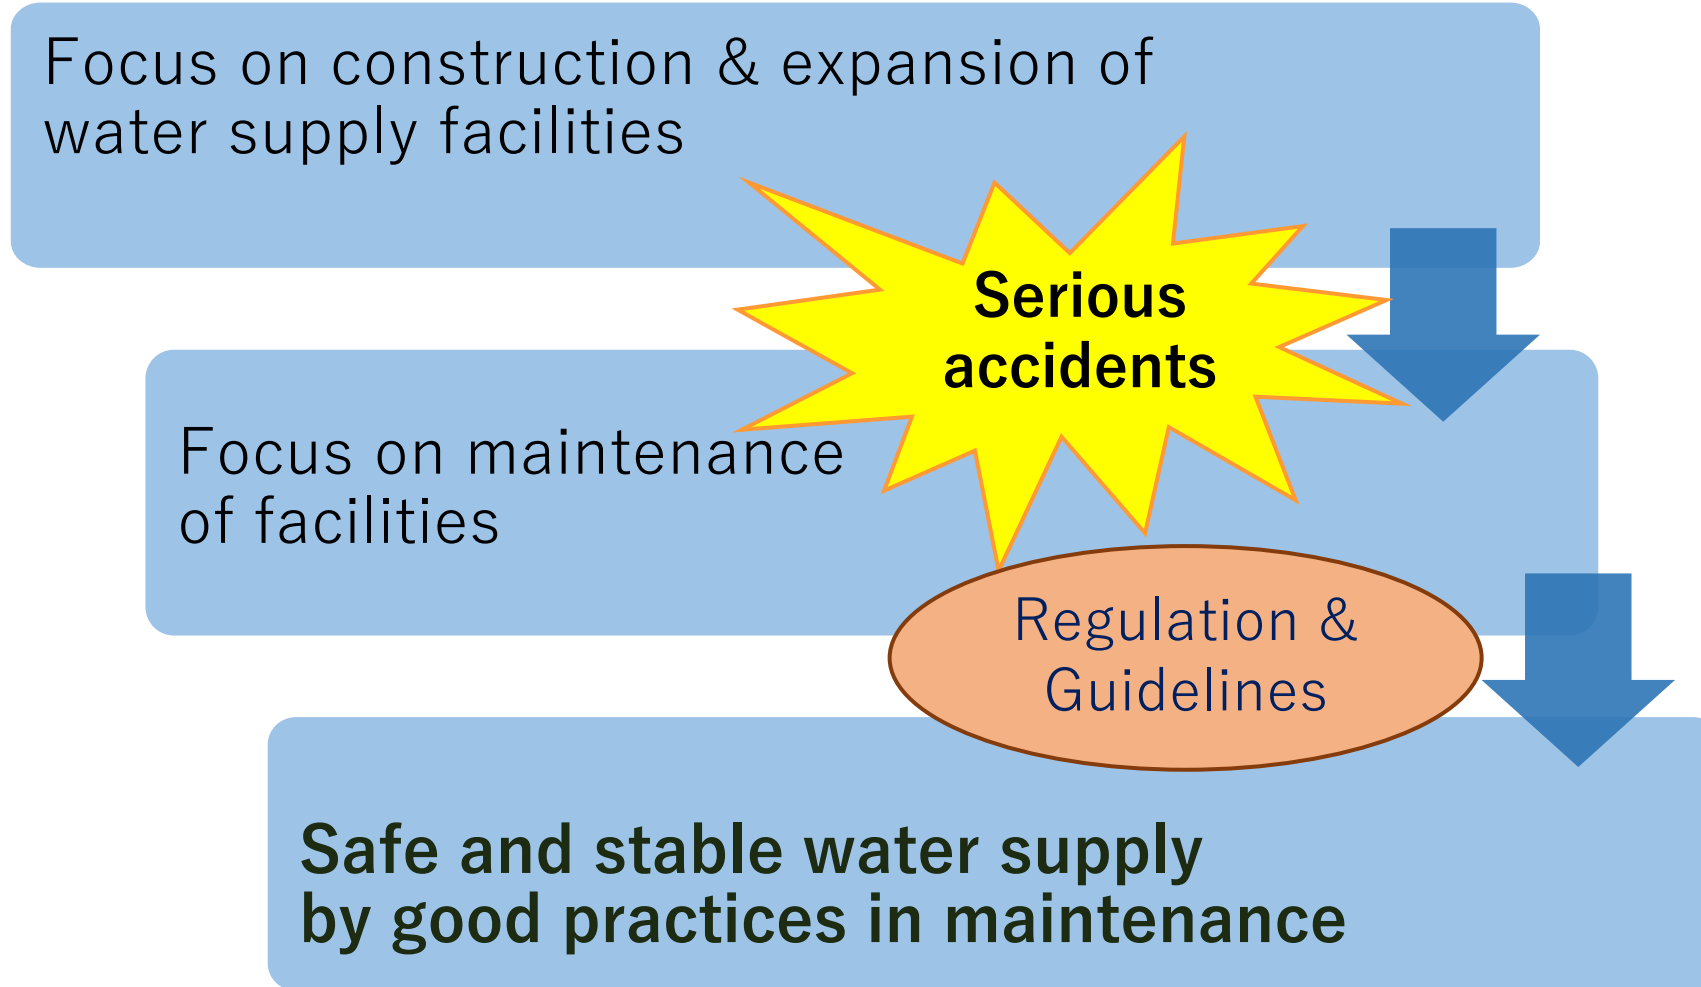 Focus on construction & expansion of
water supply facilities
Serious
accidents
Focus on maintenance
of facilities
Regulation &
Guidelines
Safe and stable water supply
by good practices in maintenance